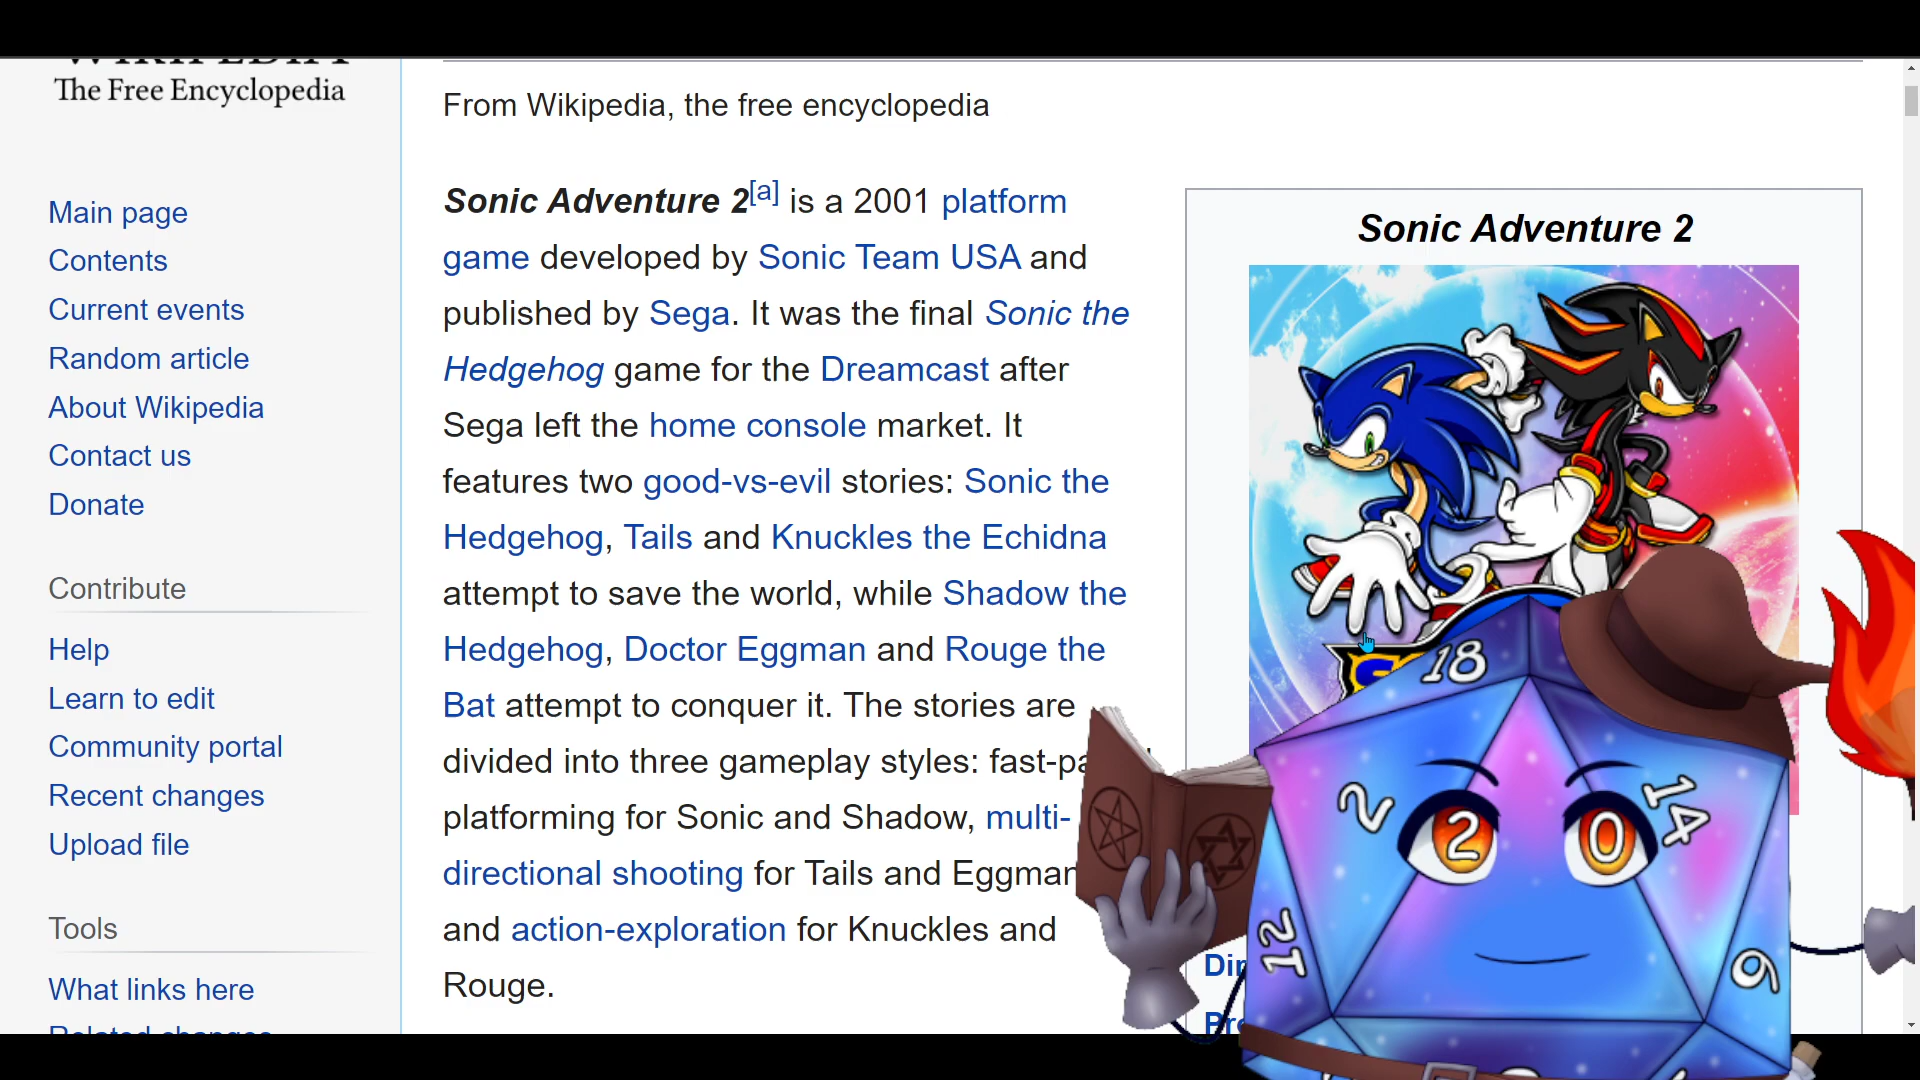 The Free Encyclopedia
Main page
Contents
Current events
Random article
About Wikipedia
Contact us
Donate
Contribute
Help
Learn to edit
Community portal
Recent changes
Upload file
Tools
What links here
Related changes
From Wikipedia, the free encyclopedia
Sonic Adventure 2[a] is a 2001 platform
game developed by Sonic Team USA and
published by Sega. It was the final Sonic the
Hedgehog game for the Dreamcast after
Sega left the home console market. It
features two good-vs-evil stories: Sonic the
Hedgehog, Tails and Knuckles the Echidna
attempt to save the world, while Shadow the
Hedgehog, Doctor Eggman and Rouge the
Bat attempt to conquer it. The stories are
divided into three gameplay styles: fast-pa
platforming for Sonic and Shadow, multi-
directional shooting for Tails and Eggman
and action-exploration for Knuckles and
Rouge.
Sonic Adventure 2
18
2
14
2 0
12
9
Dir
Pro